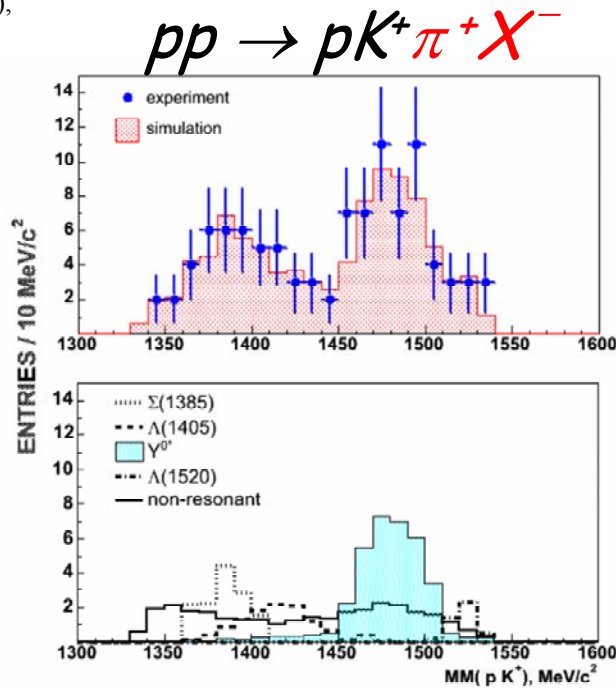 ),
pp → pK⁺π⁺X⁻
14
12
10
8
6
4
2
experiment
simulation
1300 1350 1400 1450 1500 1550 1600
ENTRIES / 10 MeV/c²
14
12
10
8
6
4
2
Σ(1385)
Λ(1405)
Y⁰*
Λ(1520)
non-resonant
1300 1350 1400 1450 1500 1550 1600
MM( p K⁺), MeV/c²